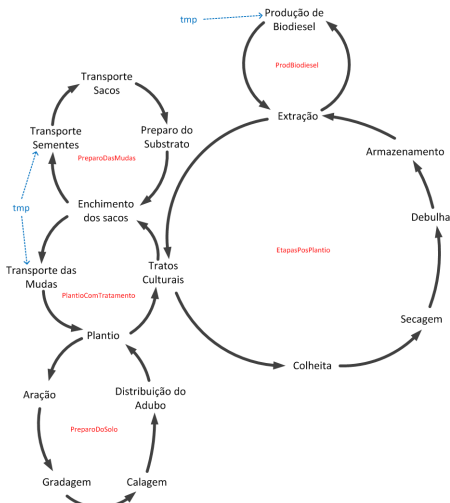 Produção de
Biodiesel
tmp
ProdBiodiesel
Transporte
Sacos
Extração
Transporte
Sementes
Preparo do
Substrato
PreparoDasMudas
Armazenamento
Enchimento
dos sacos
tmp
Debulha
EtapasPosPlantio
Transporte das
Mudas
Tratos
Culturais
PlantioComTratamento
Secagem
Plantio
Colheita
Aração
Distribuição do
Adubo
PreparoDoSolo
Gradagem
Calagem